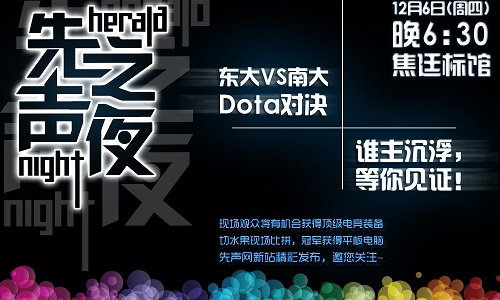 herald
先声之夜
night
12月6日(周四)
晚6:30
焦廷标馆
东大VS南大
Dota对决
谁主沉浮,
等你见证!
现场观众将有机会获得顶级电竞装备
切水果现场比拼,冠军获得平板电脑
先声网新站精彩发布,邀您关注~